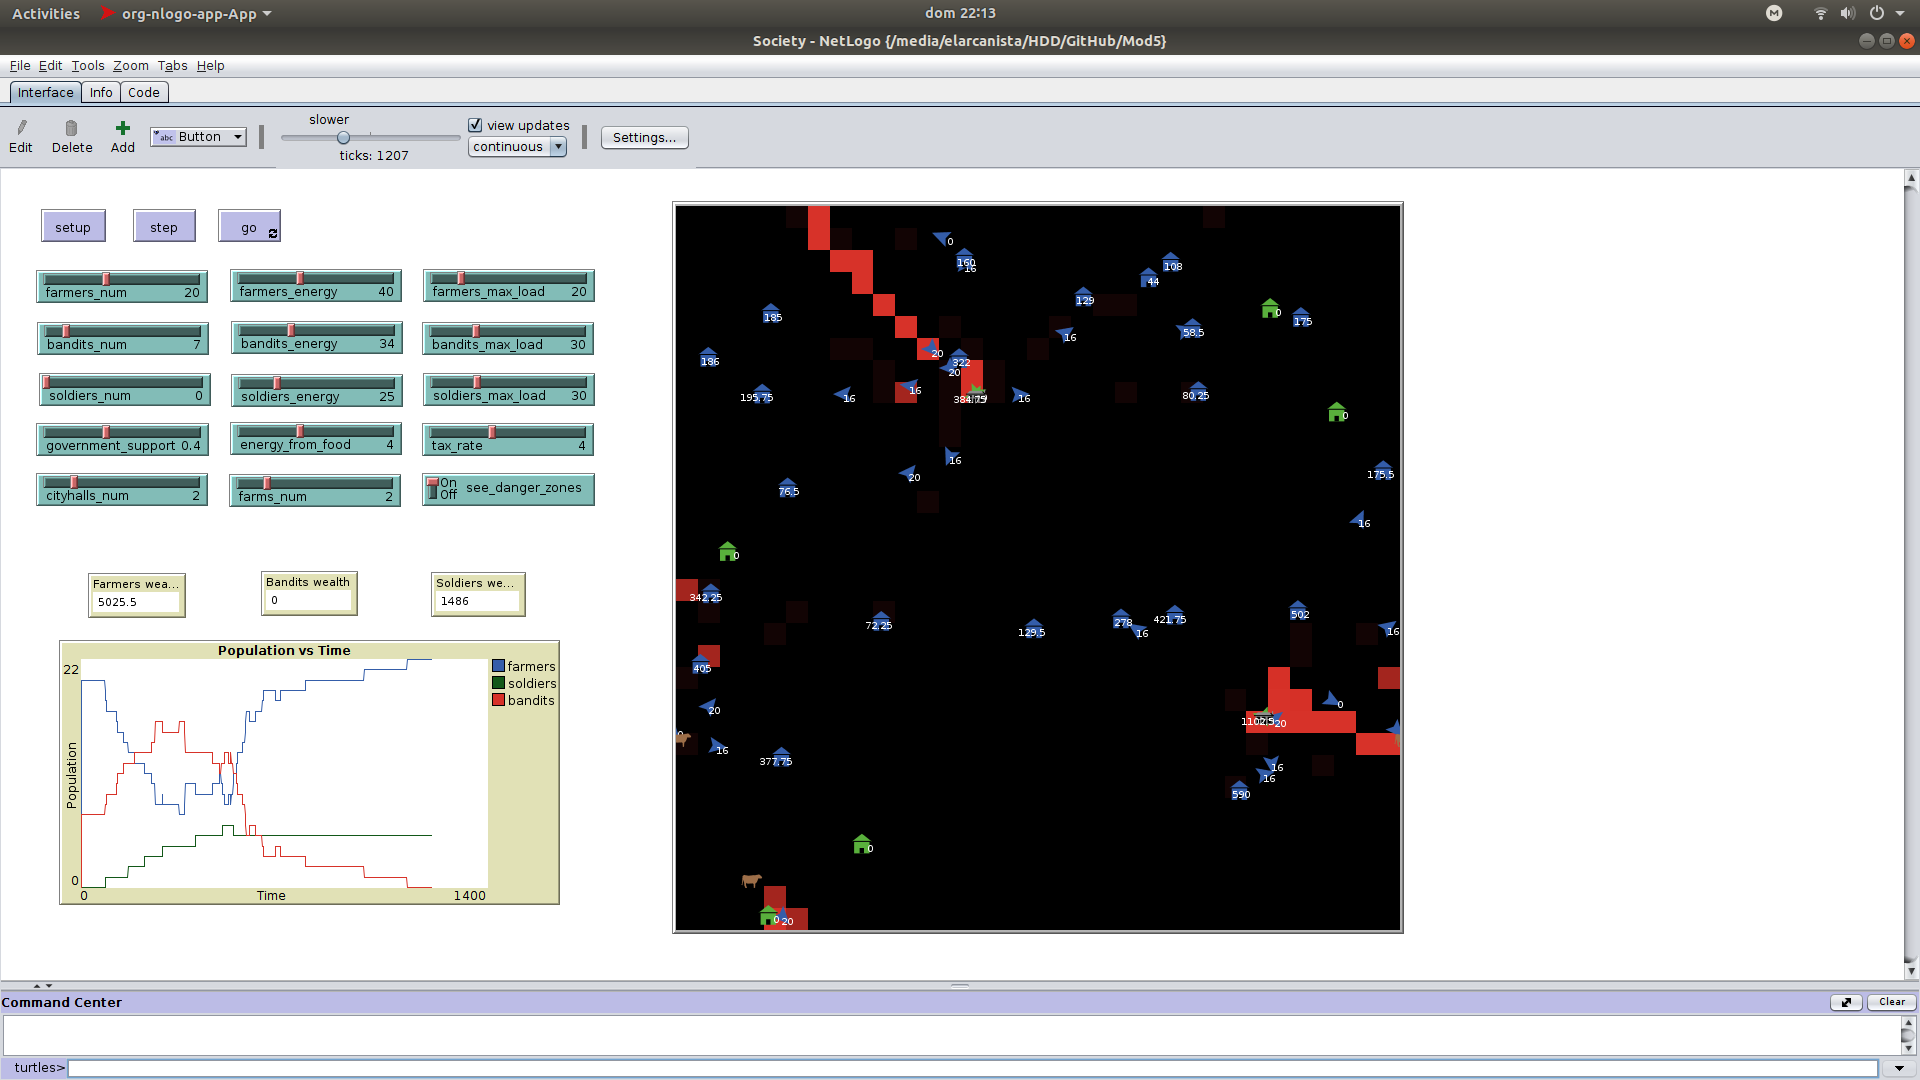 Activities org-nlogo-app-App dom 22:13 M
Society - NetLogo {/media/elarcanista/HDD/GitHub/Mod5}
File Edit Tools Zoom Tabs Help
Interface Info Code
Edit Delete Add abc Button slower ticks: 1207 view updates continuous Settings...
setup step go
farmers_num 20 farmers_energy 40 farmers_max_load 20
bandits_num 7 bandits_energy 34 bandits_max_load 30
soldiers_num 0 soldiers_energy 25 soldiers_max_load 30
government_support 0.4 energy_from_food 4 tax_rate 4
cityhalls_num 2 farms_num 2 On Off see_danger_zones
Farmers wea... Bandits wealth Soldiers we...
5025.5 0 1486
Population vs Time
22
0
Population
0 Time 1400
farmers
soldiers
bandits
0
160
16
108
44
129
0
175
185
58.5
16
20
322
186
20
16
195.75
16
16
80.25
0
16
175.5
20
76.5
16
0
342.25
502
72.25
129.5
278
16
421.75
16
405
0
20
1102.5
20
0
16
377.75
16
16
590
0
0
20
Command Center Clear
turtles>